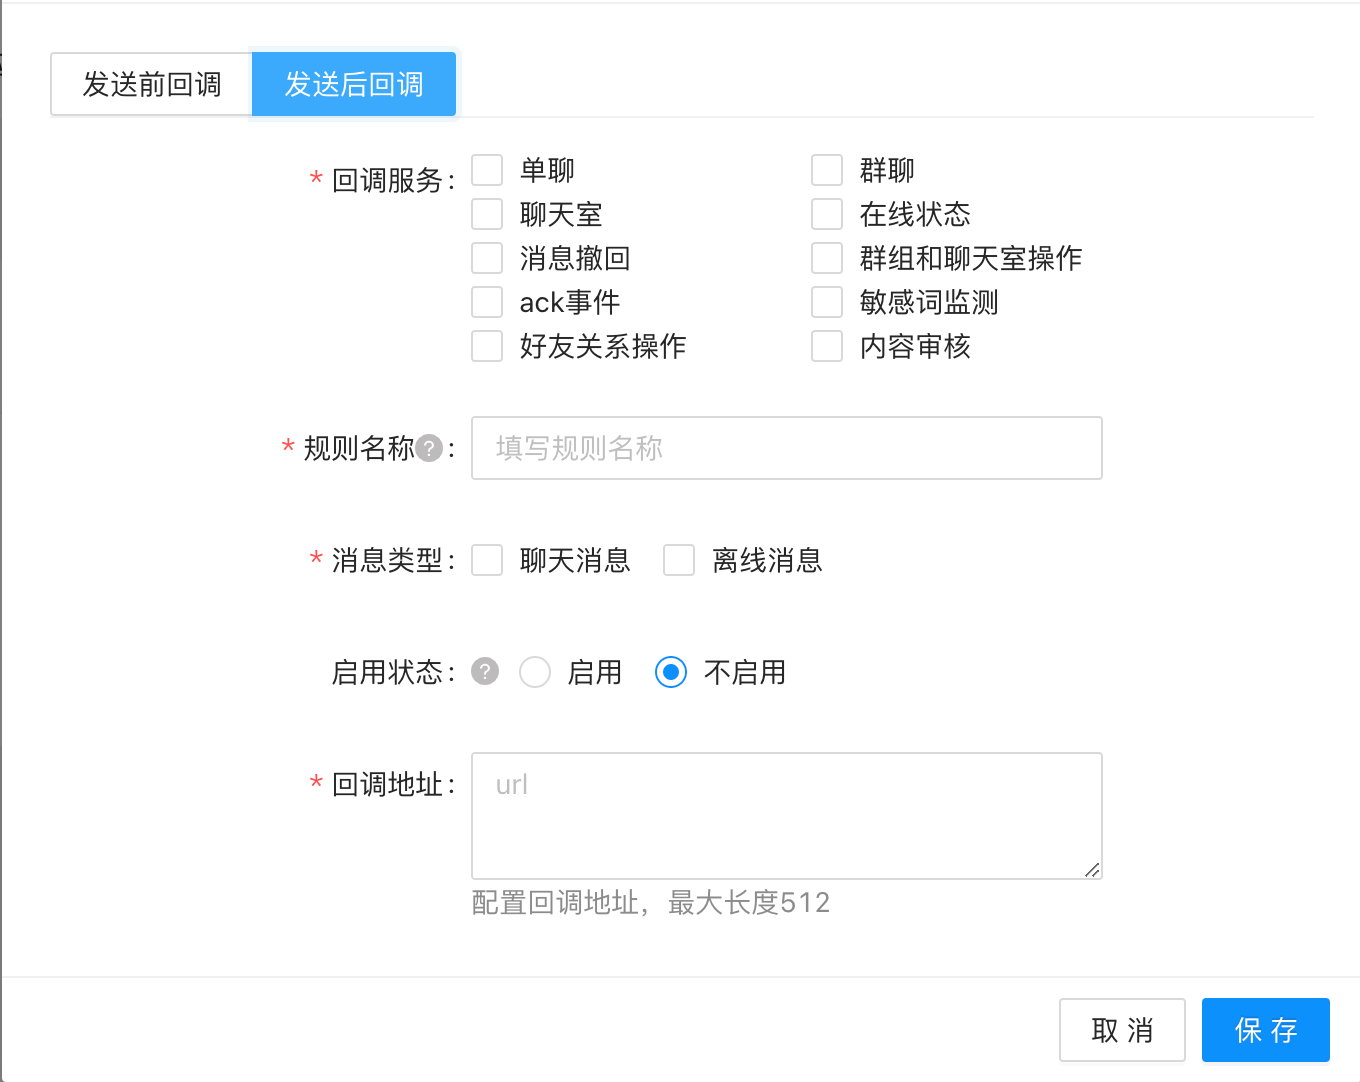 发送前回调 发送后回调
* 回调服务: 单聊 群聊
聊天室 在线状态
消息撤回 群组和聊天室操作
ack事件 敏感词监测
好友关系操作 内容审核
* 规则名称?: 填写规则名称
* 消息类型: 聊天消息 离线消息
启用状态: ? 启用 不启用
* 回调地址: url
配置回调地址，最大长度512
取 消 保 存